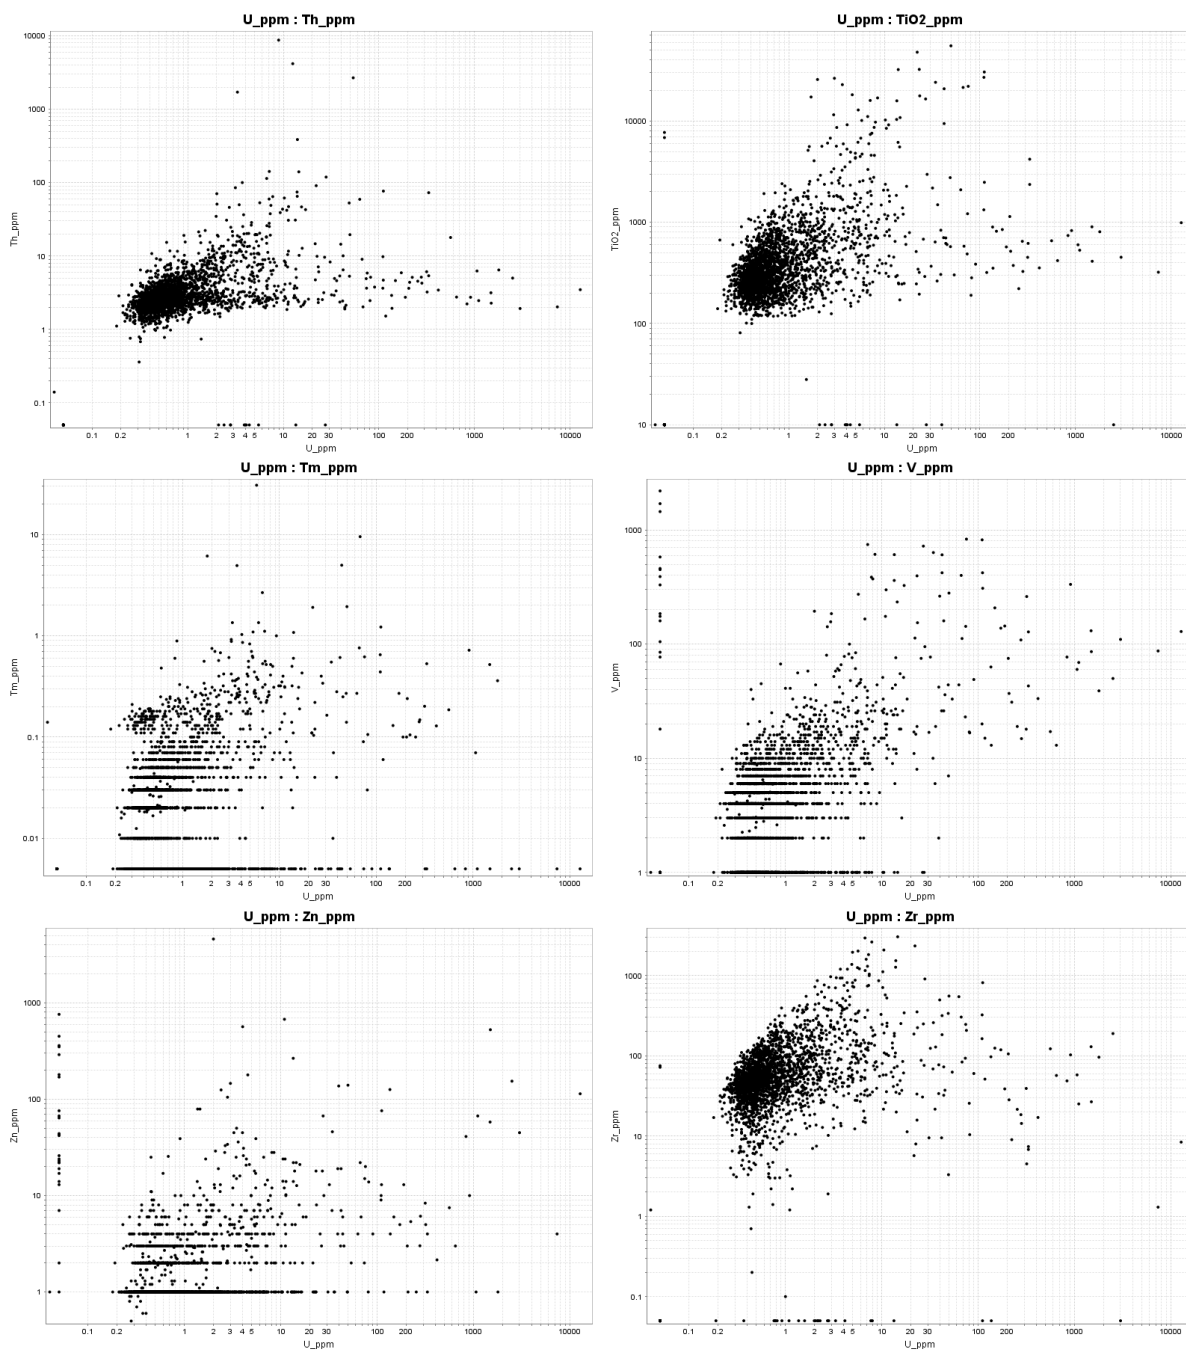 U_ppm : Th_ppm
10000
1000
100
10
1
0.1
Th_ppm
0.1 0.2 1 2 3 4 5 10 20 30 100 200 1000 10000
U_ppm
U_ppm : TiO2_ppm
10000
1000
100
10
TiO2_ppm
0.2 1 2 3 4 5 10 20 30 100 200 1000 10000
U_ppm
U_ppm : Tm_ppm
10
1
0.1
0.01
Tm_ppm
0.1 0.2 1 2 3 4 5 10 20 30 100 200 1000 10000
U_ppm
U_ppm : V_ppm
1000
100
10
1
V_ppm
0.1 0.2 1 2 3 4 5 10 20 30 100 200 1000 10000
U_ppm
U_ppm : Zn_ppm
1000
100
10
1
Zn_ppm
0.1 0.2 1 2 3 4 5 10 20 30 100 200 1000 10000
U_ppm
U_ppm : Zr_ppm
1000
100
10
1
0.1
Zr_ppm
0.1 0.2 1 2 3 4 5 10 20 30 100 200 1000 10000
U_ppm